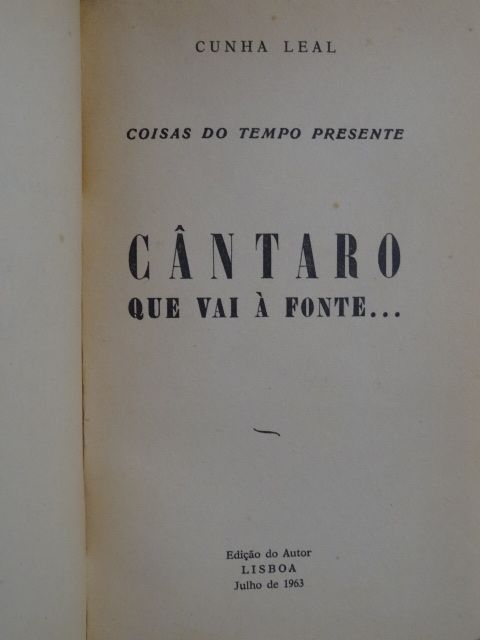 CUNHA LEAL
COISAS DO TEMPO PRESENTE
CÂNTARO
QUE VAI À FONTE...
Edição do Autor
LISBOA
Julho de 1963